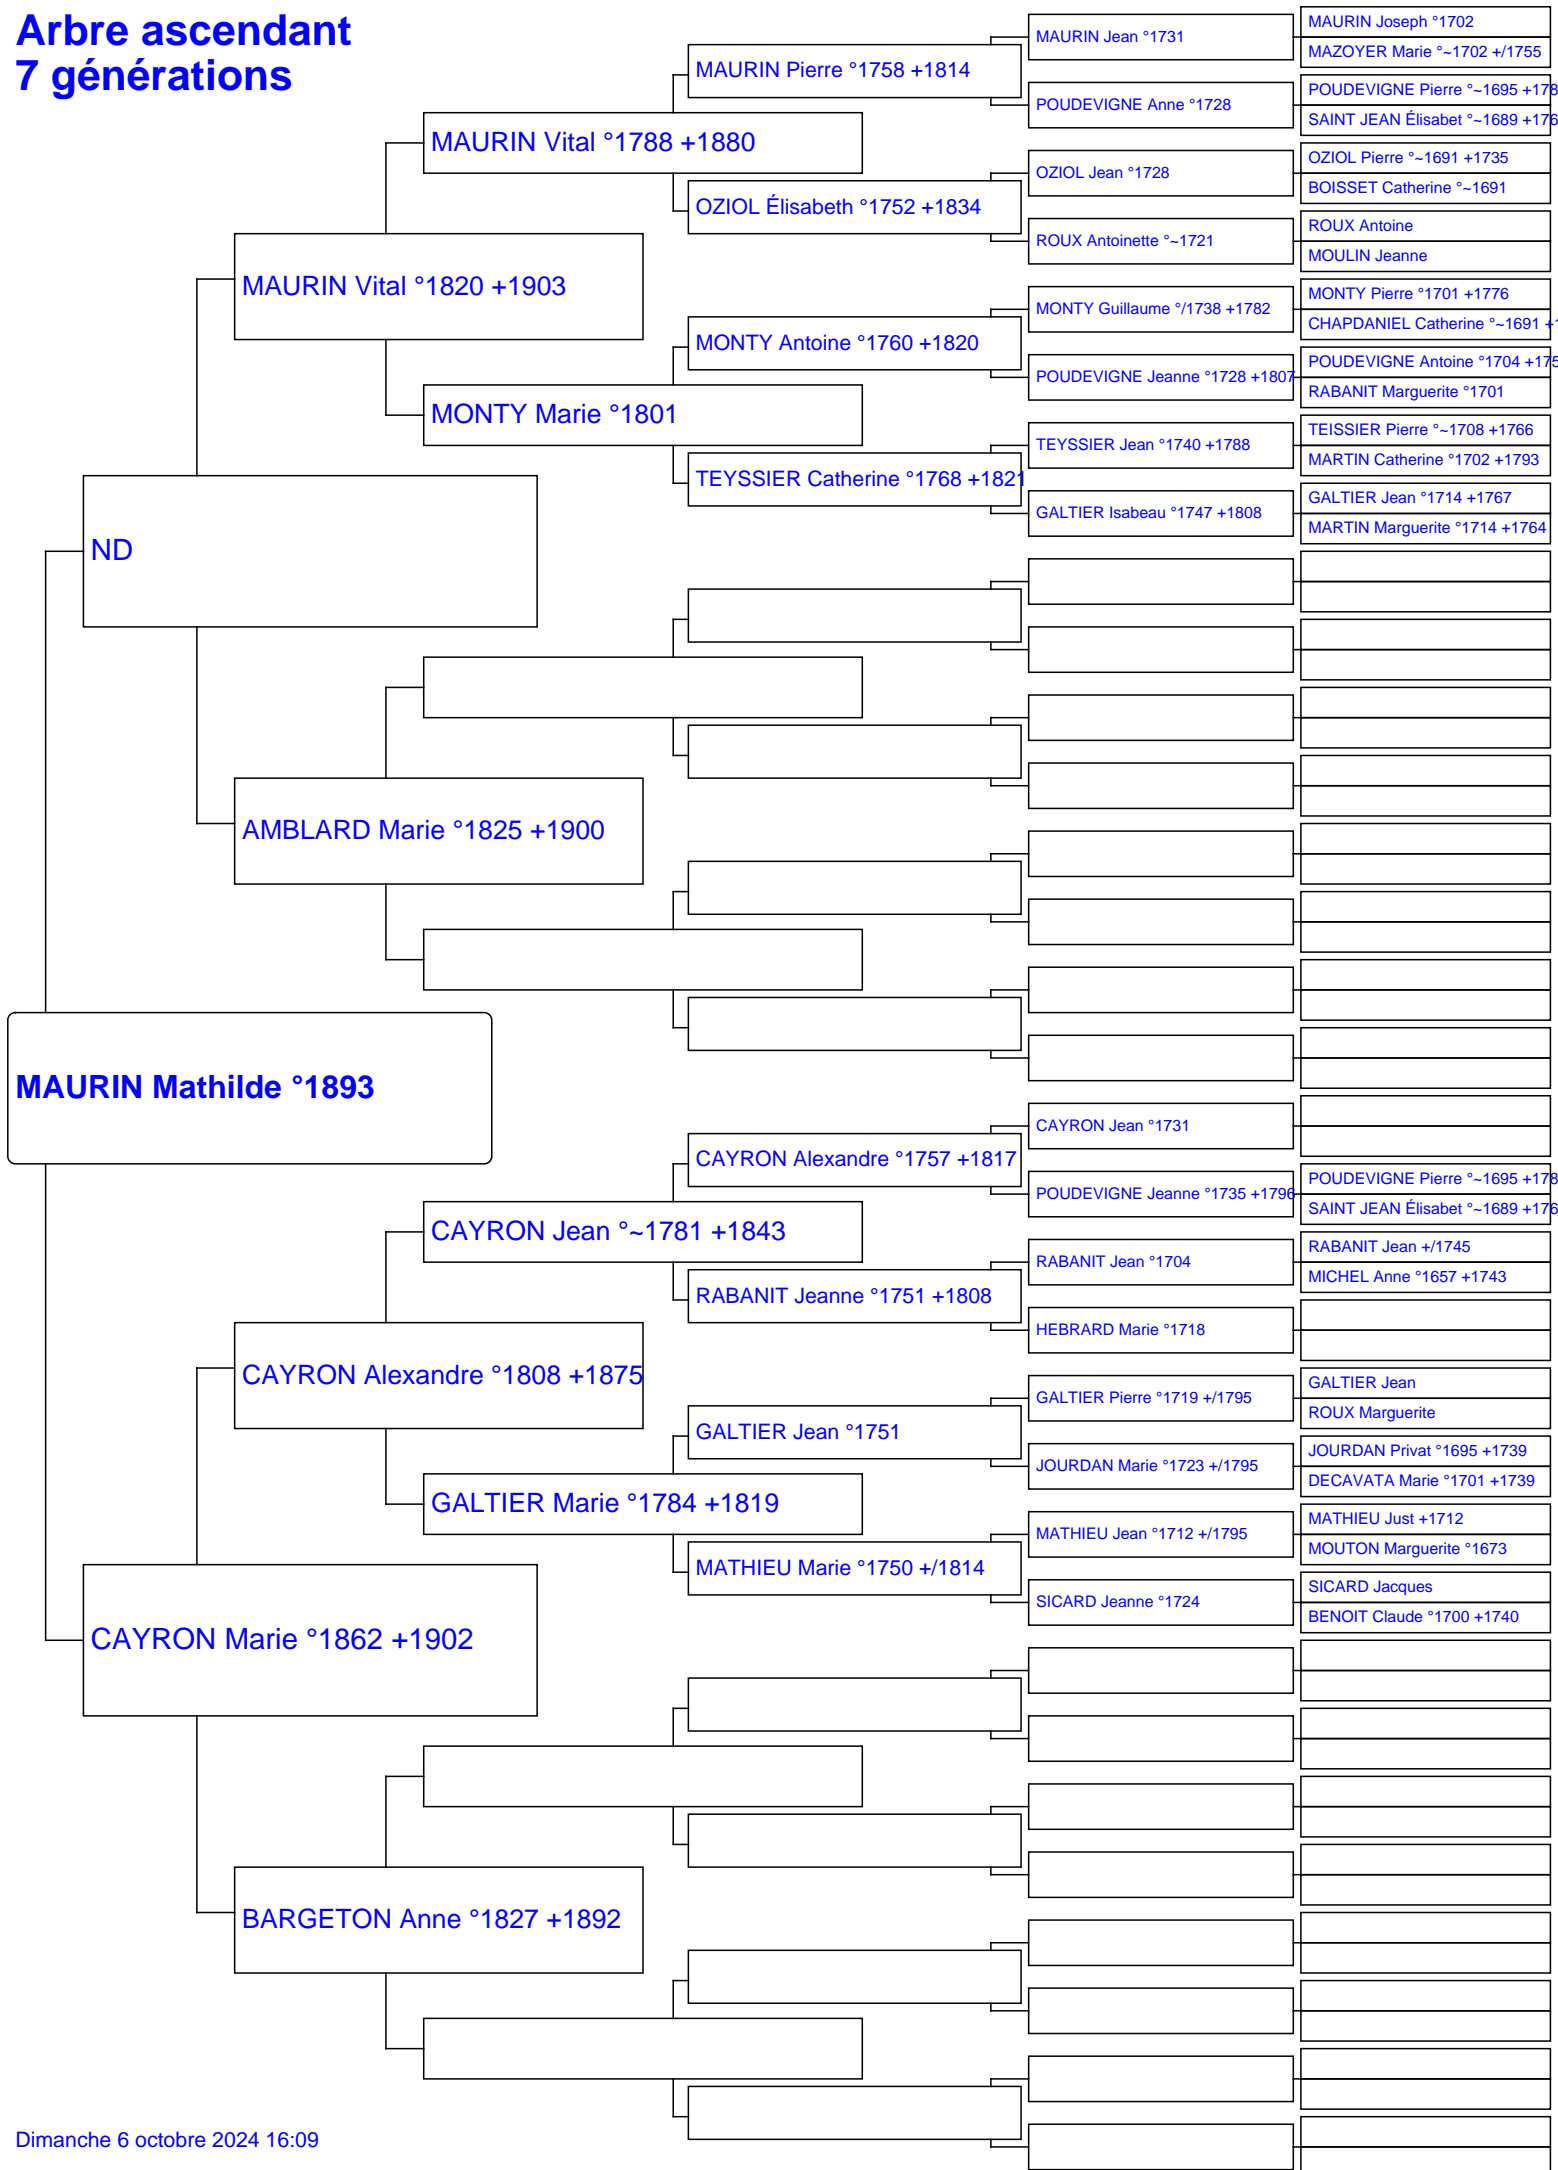 Arbre ascendant
7 générations
MAURIN Mathilde °1893
ND
CAYRON Marie °1862 +1902
MAURIN Vital °1820 +1903
AMBLARD Marie °1825 +1900
CAYRON Alexandre °1808 +1875
BARGETON Anne °1827 +1892
MAURIN Vital °1788 +1880
MONTY Marie °1801
CAYRON Jean °~1781 +1843
GALTIER Marie °1784 +1819
MAURIN Pierre °1758 +1814
OZIOL Élisabeth °1752 +1834
MONTY Antoine °1760 +1820
TEYSSIER Catherine °1768 +1821
CAYRON Alexandre °1757 +1817
RABANIT Jeanne °1751 +1808
GALTIER Jean °1751
MATHIEU Marie °1750 +/1814
MAURIN Jean °1731
POUDEVIGNE Anne °1728
OZIOL Jean °1728
ROUX Antoinette °~1721
MONTY Guillaume °/1738 +1782
POUDEVIGNE Jeanne °1728 +1807
TEYSSIER Jean °1740 +1788
GALTIER Isabeau °1747 +1808
CAYRON Jean °1731
POUDEVIGNE Jeanne °1735 +1796
RABANIT Jean °1704
HEBRARD Marie °1718
GALTIER Pierre °1719 +/1795
JOURDAN Marie °1723 +/1795
MATHIEU Jean °1712 +/1795
SICARD Jeanne °1724
MAURIN Joseph °1702
MAZOYER Marie °~1702 +/1755
POUDEVIGNE Pierre °~1695 +178
SAINT JEAN Élisabet °~1689 +176
OZIOL Pierre °~1691 +1735
BOISSET Catherine °~1691
ROUX Antoine
MOULIN Jeanne
MONTY Pierre °1701 +1776
CHAPDANIEL Catherine °~1691 +1
POUDEVIGNE Antoine °1704 +175
RABANIT Marguerite °1701
TEISSIER Pierre °~1708 +1766
MARTIN Catherine °1702 +1793
GALTIER Jean °1714 +1767
MARTIN Marguerite °1714 +1764
POUDEVIGNE Pierre °~1695 +178
SAINT JEAN Élisabet °~1689 +176
RABANIT Jean +/1745
MICHEL Anne °1657 +1743
GALTIER Jean
ROUX Marguerite
JOURDAN Privat °1695 +1739
DECAVATA Marie °1701 +1739
MATHIEU Just +1712
MOUTON Marguerite °1673
SICARD Jacques
BENOIT Claude °1700 +1740
Dimanche 6 octobre 2024 16:09